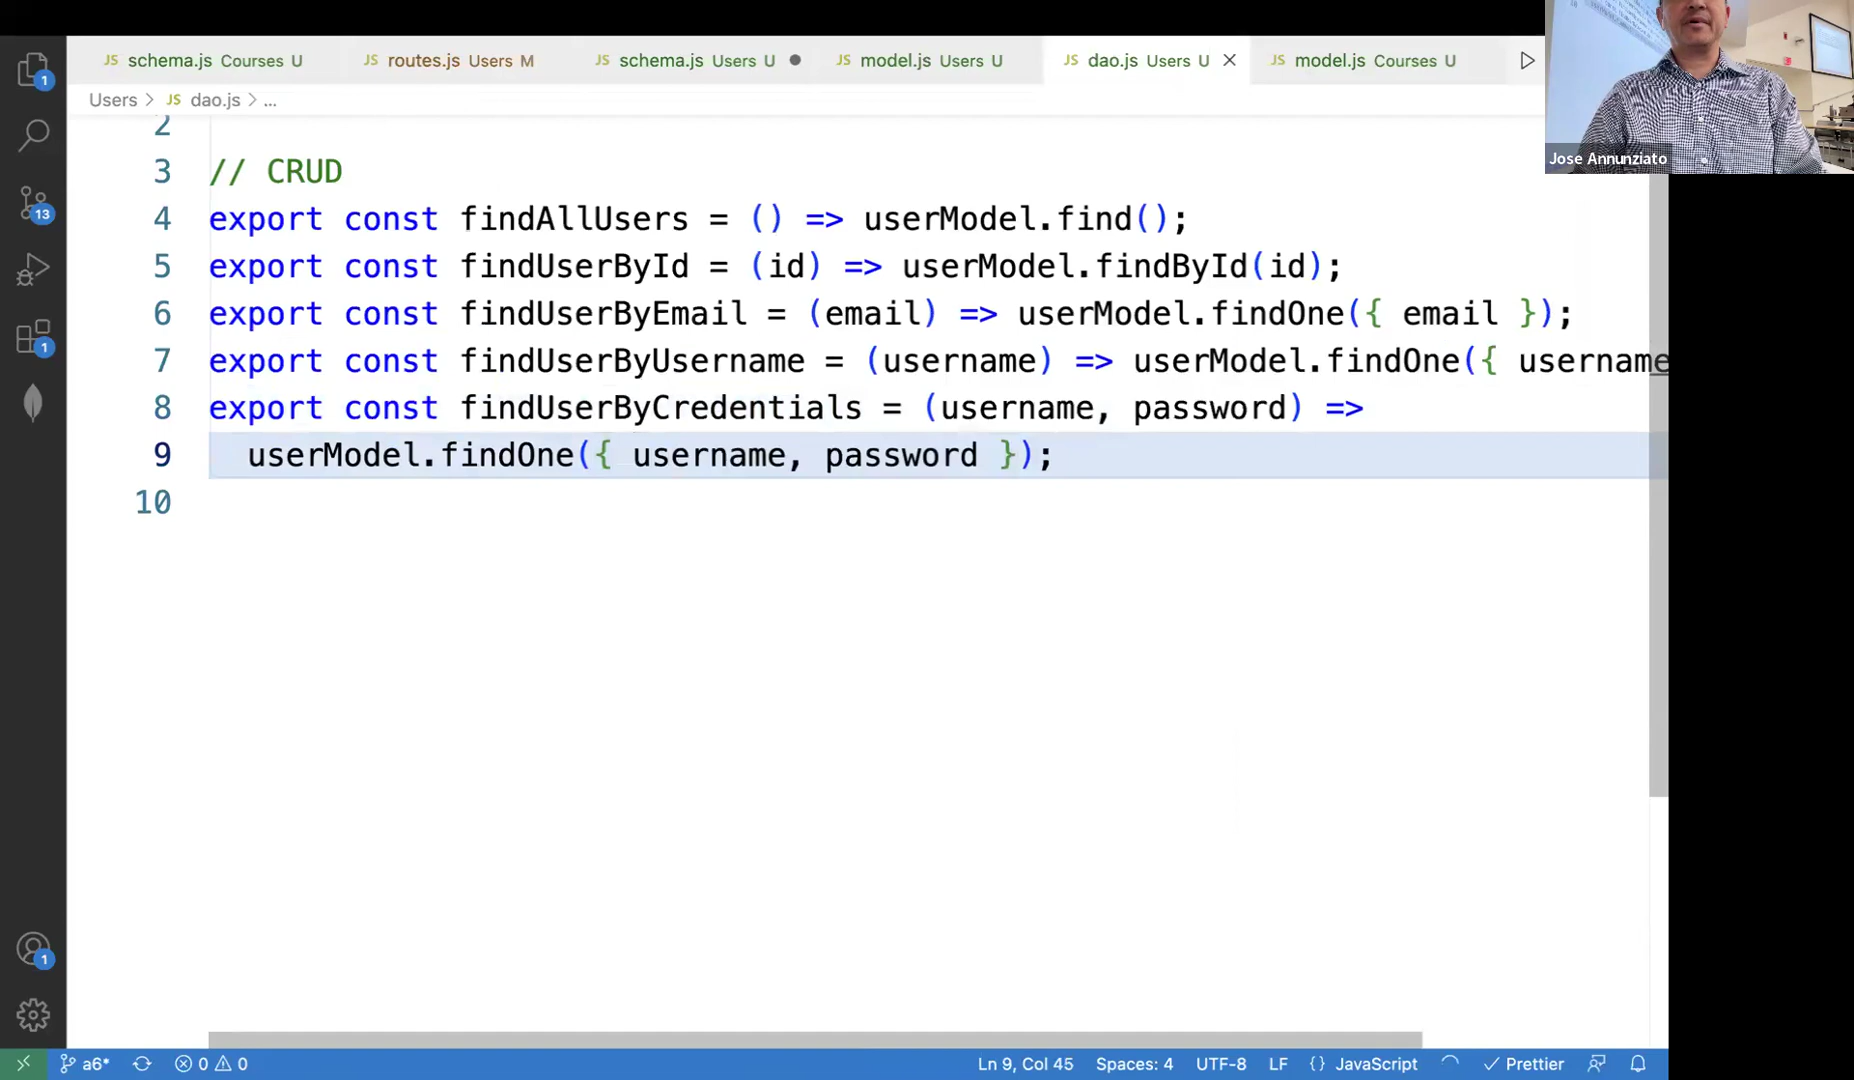 JS schema.js Courses U
JS routes.js Users M
JS schema.js Users U
JS model.js Users U
JS dao.js Users U
JS model.js Courses U
Users > JS dao.js > ...
Jose Annunziato
2
3 // CRUD
4 export const findAllUsers = () => userModel.find();
5 export const findUserById = (id) => userModel.findById(id);
6 export const findUserByEmail = (email) => userModel.findOne({ email });
7 export const findUserByUsername = (username) => userModel.findOne({ username
8 export const findUserByCredentials = (username, password) =>
9 userModel.findOne({ username, password });
10
1
13
1
1
a6* 0 0 Ln 9, Col 45 Spaces: 4 UTF-8 LF {} JavaScript Prettier